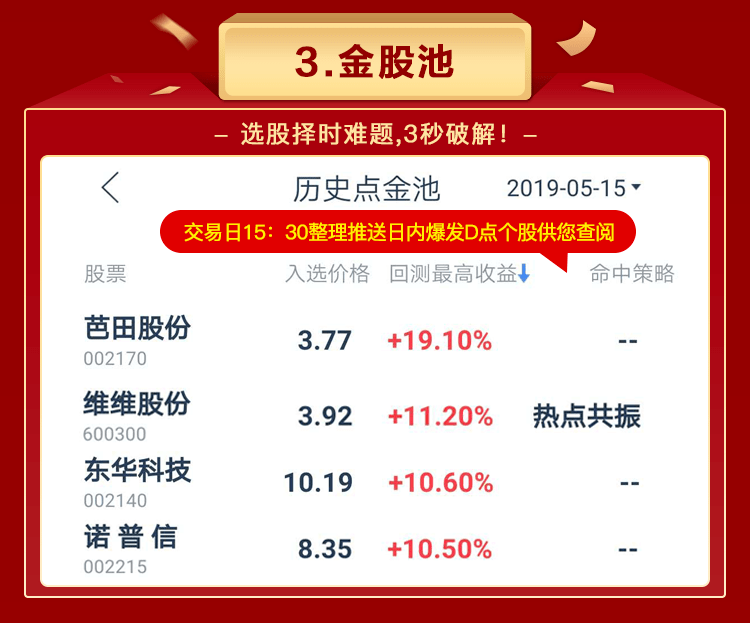 3.金股池
– 选股择时难题,3秒破解！–
历史点金池 2019-05-15
交易日15：30整理推送日内爆发D点个股供您查阅
股票 入选价格 回测最高收益 命中策略
芭田股份 3.77 +19.10% --
002170
维维股份 3.92 +11.20% 热点共振
600300
东华科技 10.19 +10.60% --
002140
诺普信 8.35 +10.50% --
002215